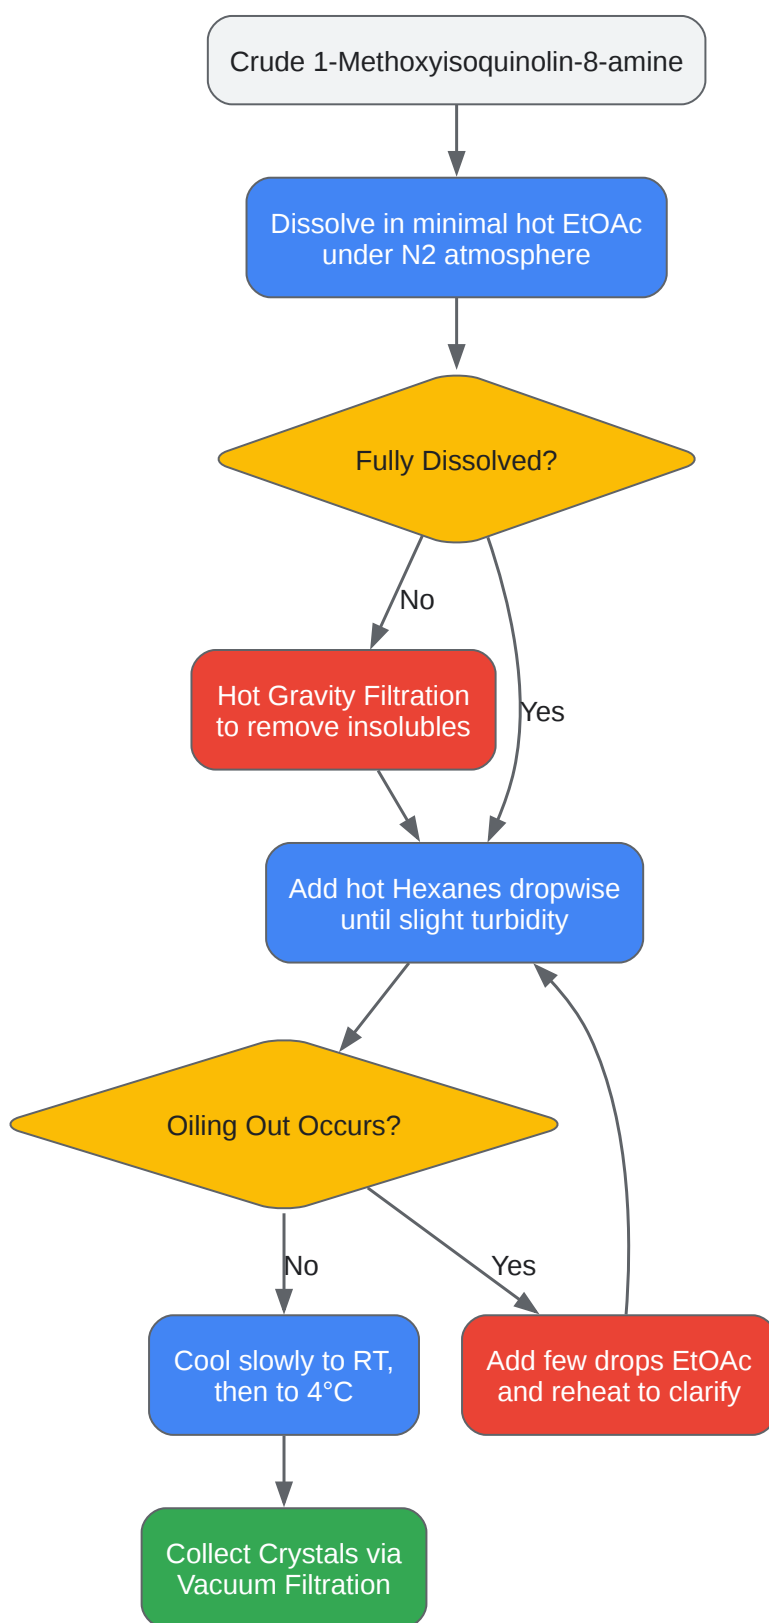 Crude 1-Methoxyisoquinolin-8-amine
Dissolve in minimal hot EtOAc
under N2 atmosphere
Fully Dissolved?
No
Hot Gravity Filtration
to remove insolubles
Yes
Add hot Hexanes dropwise
until slight turbidity
Oiling Out Occurs?
No
Yes
Cool slowly to RT,
then to 4°C
Add few drops EtOAc
and reheat to clarify
Collect Crystals via
Vacuum Filtration